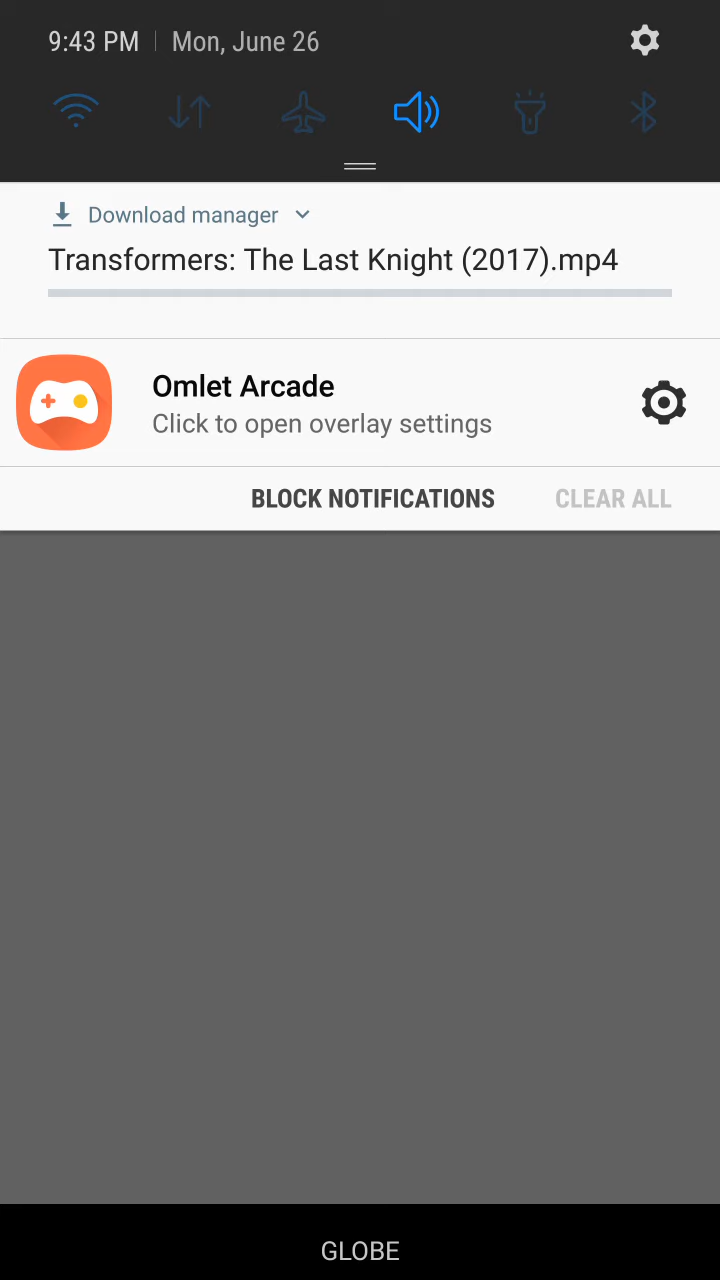 9:43 PM | Mon, June 26
Download manager
Transformers: The Last Knight (2017).mp4
Omlet Arcade
Click to open overlay settings
BLOCK NOTIFICATIONS CLEAR ALL
GLOBE